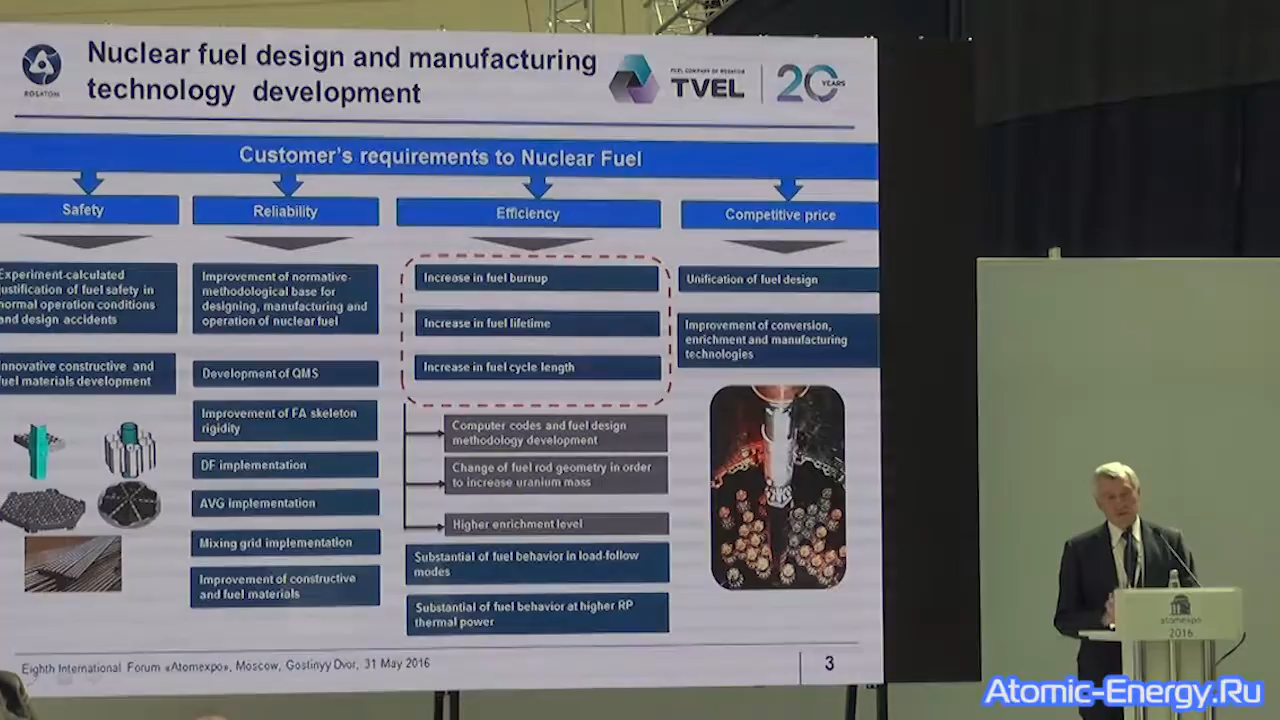 Nuclear fuel design and manufacturing
technology development
ROSATOM
FUEL COMPANY OF ROSATOM
TVEL
20 YEARS
Customer's requirements to Nuclear Fuel
Safety
Reliability
Efficiency
Competitive price
Experiment-calculated
justification of fuel safety in
normal operation conditions
and design accidents
Innovative constructive and
fuel materials development
Improvement of normative-
methodological base for
designing, manufacturing and
operation of nuclear fuel
Development of QMS
Improvement of FA skeleton
rigidity
DF implementation
AVG implementation
Mixing grid implementation
Improvement of constructive
and fuel materials
Increase in fuel burnup
Increase in fuel lifetime
Increase in fuel cycle length
Computer codes and fuel design
methodology development
Change of fuel rod geometry in order
to increase uranium mass
Higher enrichment level
Substantial of fuel behavior in load-follow
modes
Substantial of fuel behavior at higher RP
thermal power
Unification of fuel design
Improvement of conversion,
enrichment and manufacturing
technologies
Eighth International Forum «Atomexpo», Moscow, Gostinyy Dvor, 31 May 2016
3
atomexpo
2016
Atomic-Energy.Ru